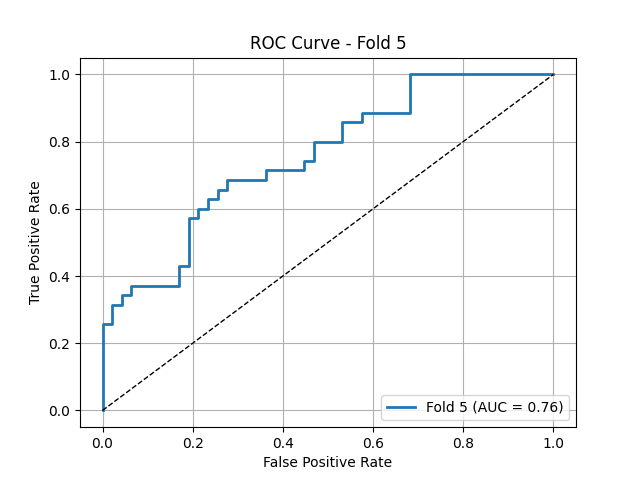 ROC Curve - Fold 5
True Positive Rate
1.0
0.8
0.6
0.4
0.2
0.0
Fold 5 (AUC = 0.76)
0.0 0.2 0.4 0.6 0.8 1.0
False Positive Rate